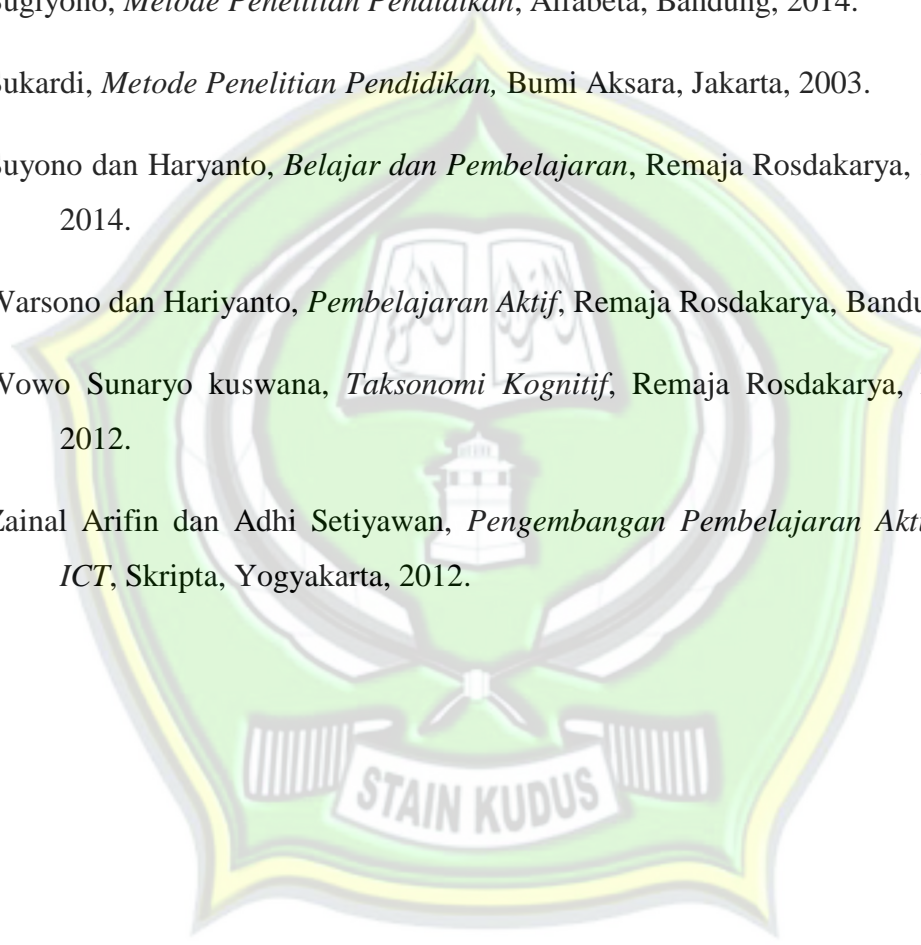 Sugiyono, Metode Penelitian Pendidikan, Alfabeta, Bandung, 2014.
Sukardi, Metode Penelitian Pendidikan, Bumi Aksara, Jakarta, 2003.
Suyono dan Haryanto, Belajar dan Pembelajaran, Remaja Rosdakarya,
2014.
Warsono dan Hariyanto, Pembelajaran Aktif, Remaja Rosdakarya,
Wowo Sunaryo kuswana, Taksonomi Kognitif, Remaja Rosdakarya,
2012.
Zainal Arifin dan Adhi Setiyawan, Pengembangan Pembelajaran
ICT, Skripta, Yogyakarta, 2012.
STAIN KUDUS